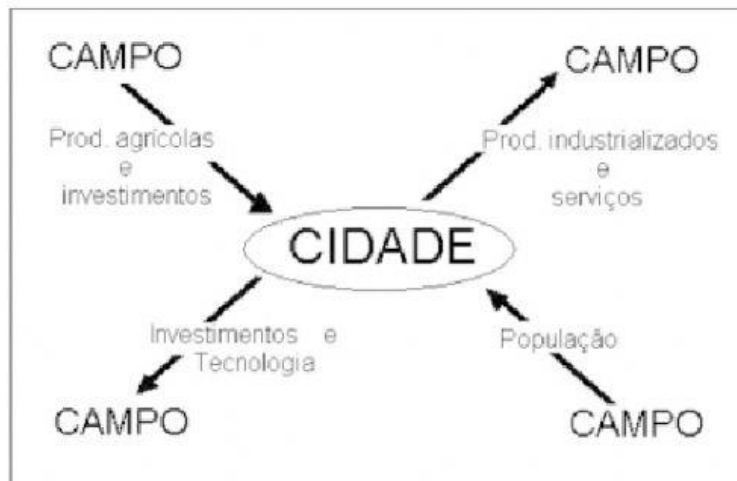 CAMPO
CAMPO
Prod. agrícolas
e
investimentos
Prod. industrializados
e
serviços
CIDADE
Investimentos e
Tecnologia
População
CAMPO
CAMPO